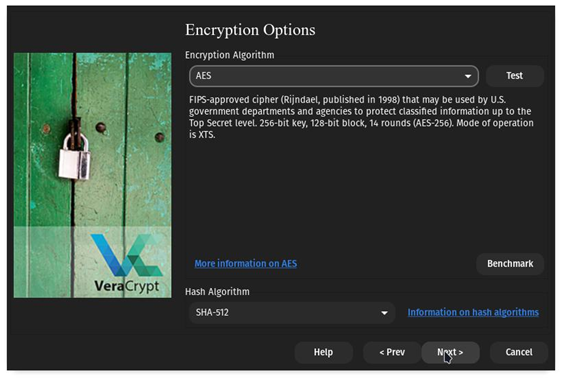 Encryption Options
Encryption Algorithm
AES
Test
FIPS-approved cipher (Rijndael, published in 1998) that may be used by U.S.
government departments and agencies to protect classified information up to the
Top Secret level. 256-bit key, 128-bit block, 14 rounds (AES-256). Mode of operation
is XTS.
More information on AES
Benchmark
VeraCrypt
Hash Algorithm
SHA-512
Information on hash algorithms
Help
< Prev
Next >
Cancel